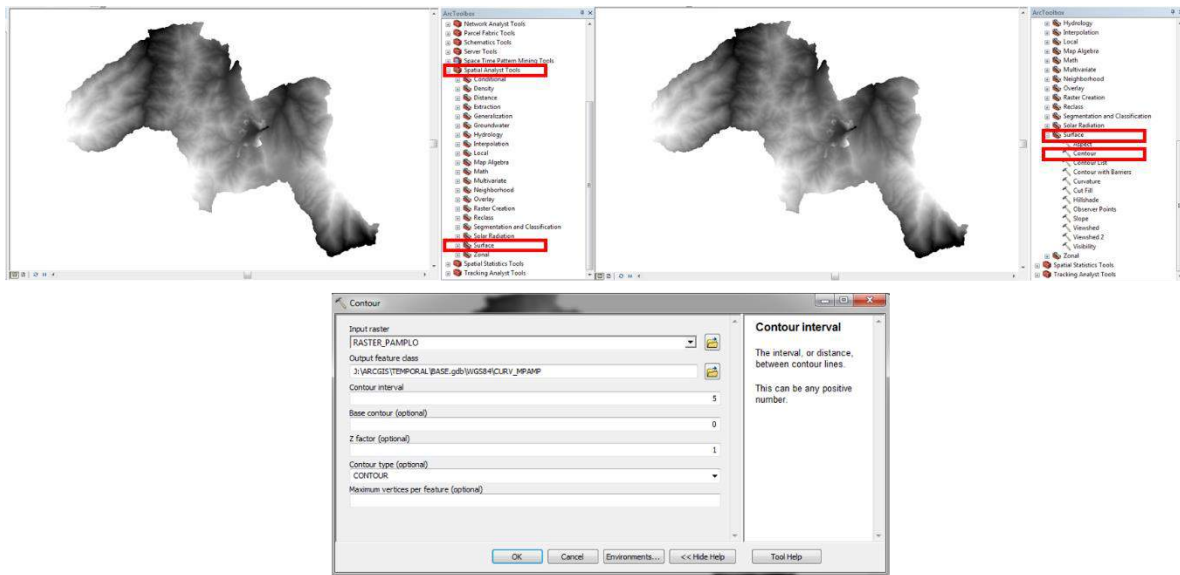 ArcToolbox
Network Analyst Tools
Parcel Fabric Tools
Schematics Tools
Server Tools
Space Time Pattern Mining Tools
Spatial Analyst Tools
Conditional
Density
Distance
Extraction
Generalization
Groundwater
Hydrology
Interpolation
Local
Map Algebra
Math
Multivariate
Neighborhood
Overlay
Raster Creation
Reclass
Segmentation and Classification
Solar Radiation
Surface
Zonal
Spatial Statistics Tools
Tracking Analyst Tools
ArcToolbox
Hydrology
Interpolation
Local
Map Algebra
Math
Multivariate
Neighborhood
Overlay
Raster Creation
Reclass
Segmentation and Classification
Solar Radiation
Surface
Aspect
Contour
Contour List
Contour with Barriers
Curvature
Cut Fill
Hillshade
Observer Points
Slope
Viewshed
Viewshed 2
Visibility
Zonal
Spatial Statistics Tools
Tracking Analyst Tools
Contour
Input raster
RASTER_PAMPLO
Output feature class
J:\ARCGIS\TEMPORAL\BASE.gdb\WGS84\CURV_MPAMP
Contour interval
5
Base contour (optional)
0
Z factor (optional)
1
Contour type (optional)
CONTOUR
Maximum vertices per feature (optional)
OK
Cancel
Environments...
<< Hide Help
Contour interval
The interval, or distance,
between contour lines.
This can be any positive
number.
Tool Help